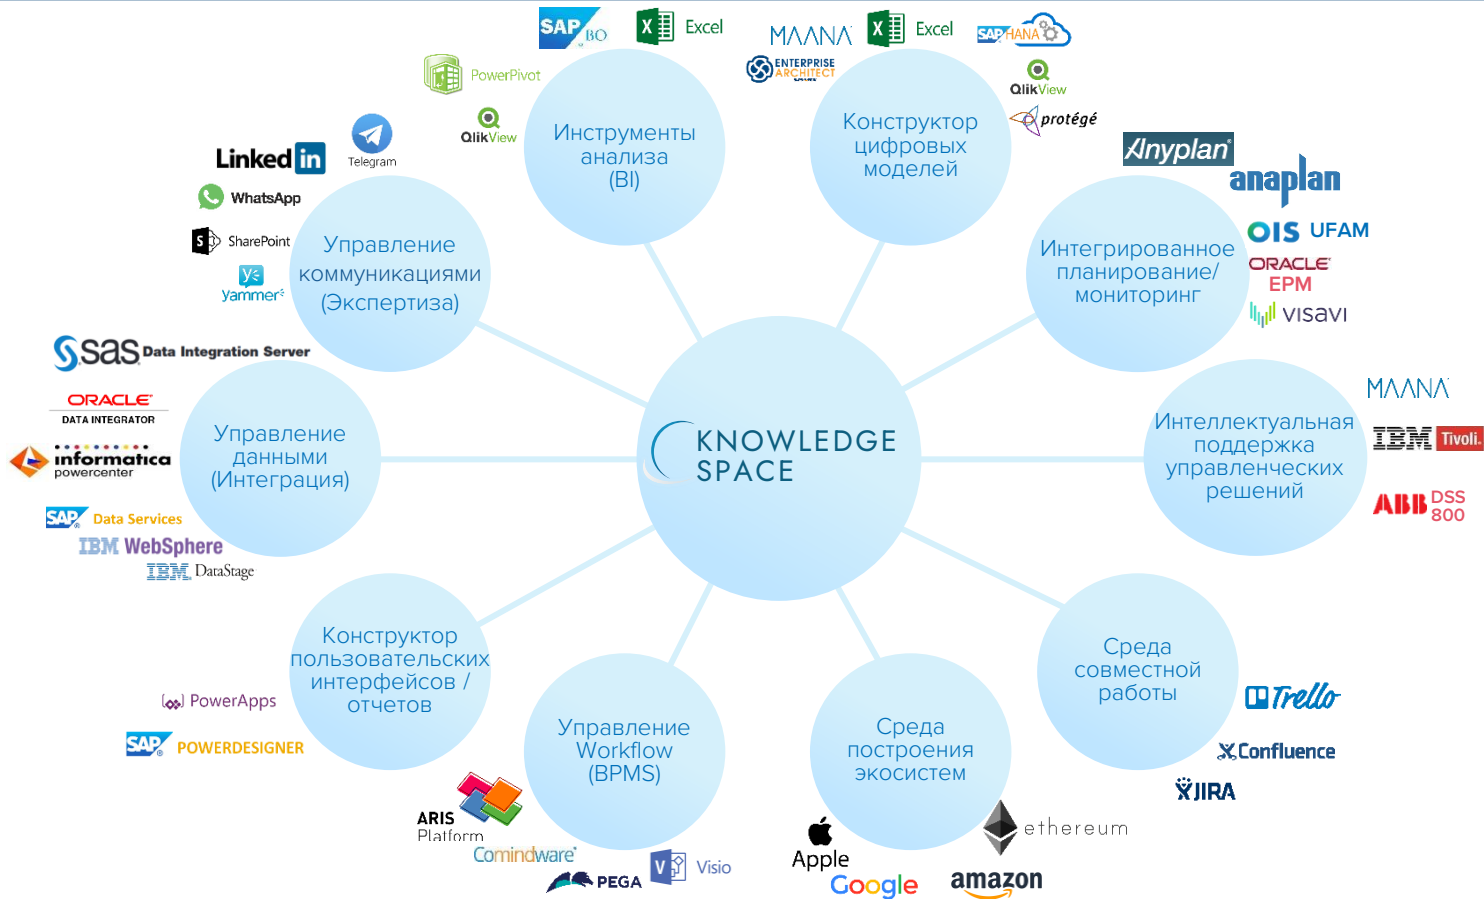 SAP BO
Excel
PowerPivot
QlikView
Инструменты
анализа
(BI)
MAANA
Excel
SAP HANA
ENTERPRISE
ARCHITECT
QlikView
protégé
Конструктор
цифровых
моделей
Anyplan
anaplan
OIS UFAM
ORACLE
EPM
VISAVI
Интегрированное
планирование/
мониторинг
Telegram
Linked in
WhatsApp
SharePoint
yammer
Управление
коммуникациями
(Экспертиза)
sas Data Integration Server
ORACLE
DATA INTEGRATOR
informatica
powercenter
SAP Data Services
IBM WebSphere
IBM DataStage
Управление
данными
(Интеграция)
KNOWLEDGE
SPACE
Интеллектуальная
поддержка
управленческих
решений
MAANA
IBM Tivoli.
ABB DSS
800
Конструктор
пользовательских
интерфейсов /
отчетов
PowerApps
SAP POWERDESIGNER
Управление
Workflow
(BPMS)
ARIS
Platform
Comindware
PEGA
Visio
Среда
построения
экосистем
Apple
Google
ethereum
amazon
Среда
совместной
работы
Trello
Confluence
JIRA